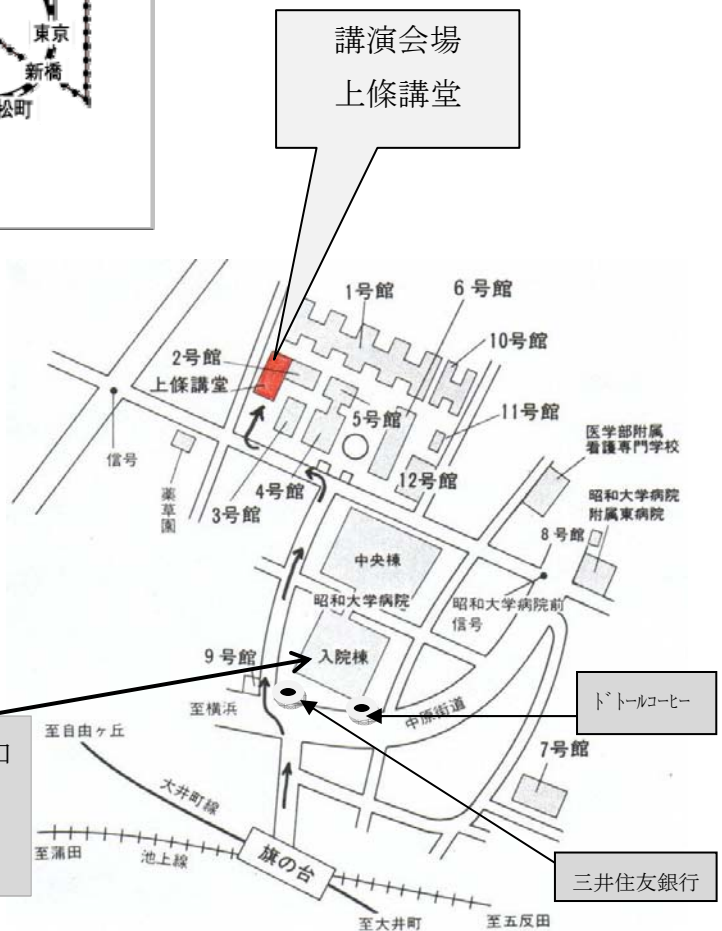 東京
新橋
松町
講演会場
上條講堂
1号館
6号館
10号館
2号館
上條講堂
5号館
11号館
医学部附属
看護専門学校
信号
薬草園
4号館
12号館
3号館
昭和大学病院
附属東病院
8号館
中央棟
昭和大学病院
昭和大学病院前
信号
9号館
入院棟
至横浜
中原街道
ドトールコーヒー
口
至自由ヶ丘
7号館
大井町線
至蒲田
池上線
旗の台
三井住友銀行
至大井町
至五反田